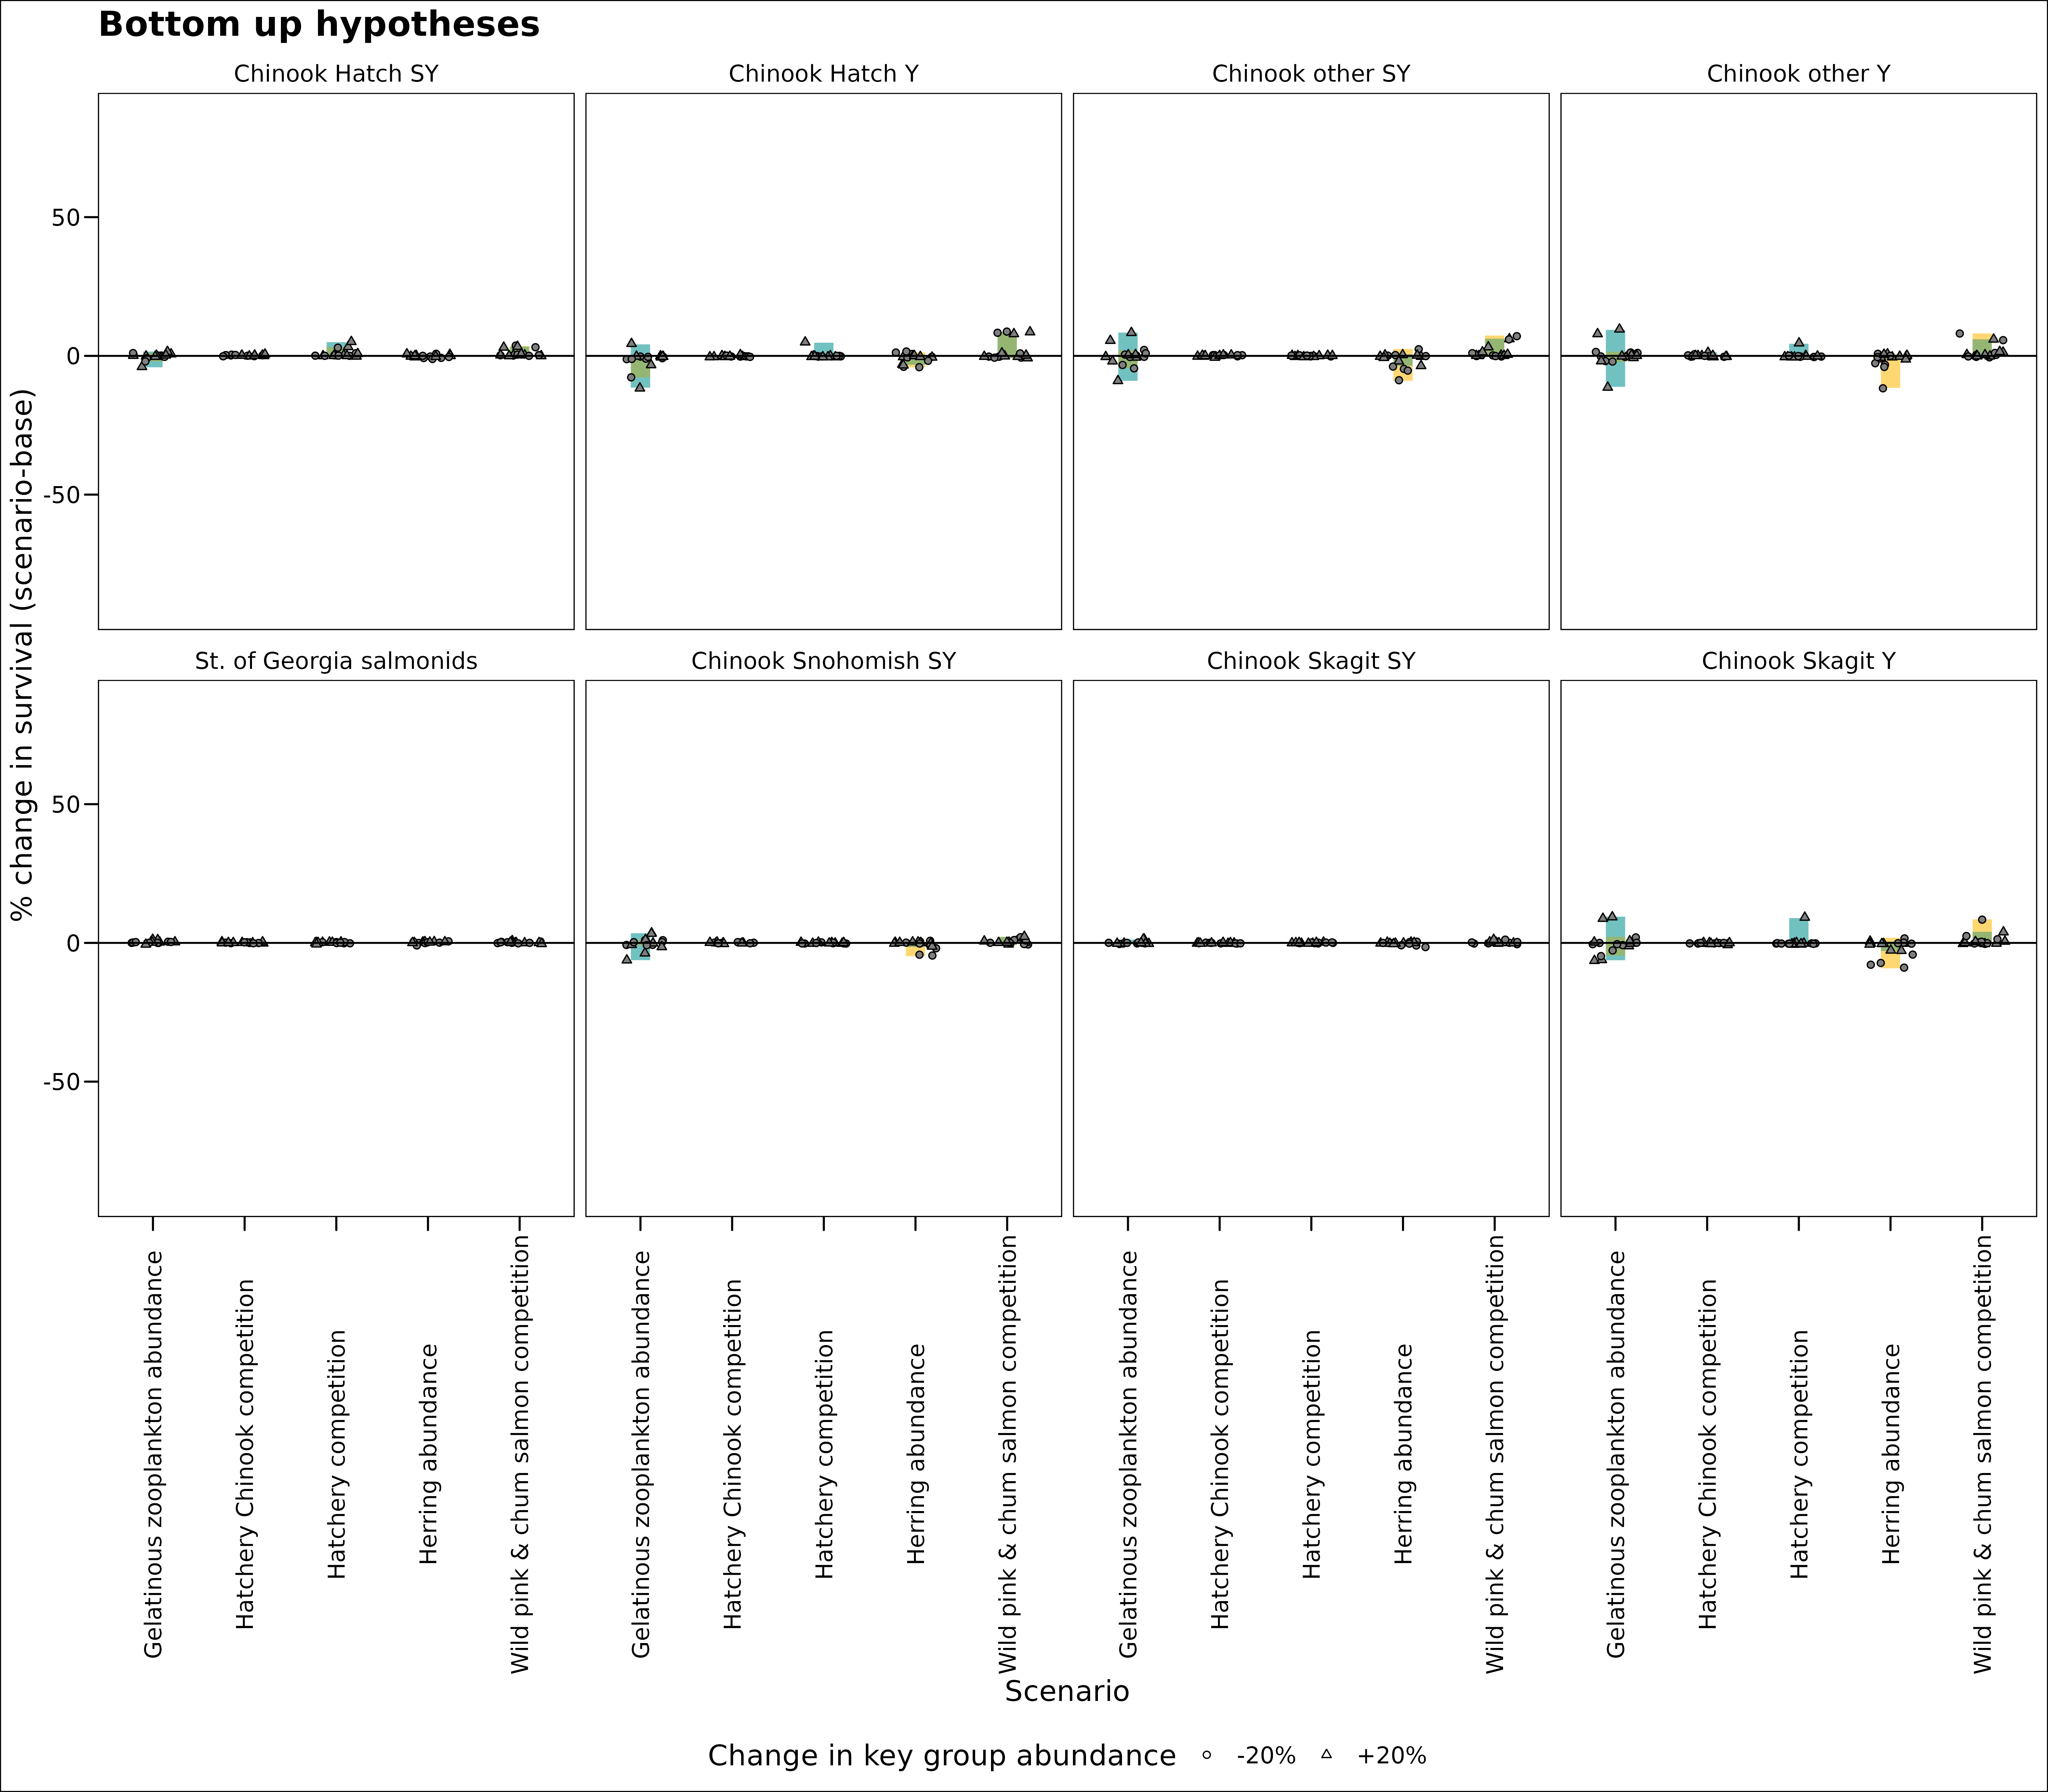 Bottom up hypotheses
Chinook Hatch SY
Chinook Hatch Y
Chinook other SY
Chinook other Y
50
0
-50
St. of Georgia salmonids
Chinook Snohomish SY
Chinook Skagit SY
Chinook Skagit Y
50
0
-50
% change in survival (scenario-base)
Gelatinous zooplankton abundance
Hatchery Chinook competition
Hatchery competition
Herring abundance
Wild pink & chum salmon competition
Gelatinous zooplankton abundance
Hatchery Chinook competition
Hatchery competition
Herring abundance
Wild pink & chum salmon competition
Gelatinous zooplankton abundance
Hatchery Chinook competition
Hatchery competition
Herring abundance
Wild pink & chum salmon competition
Gelatinous zooplankton abundance
Hatchery Chinook competition
Hatchery competition
Herring abundance
Wild pink & chum salmon competition
Scenario
Change in key group abundance -20% +20%